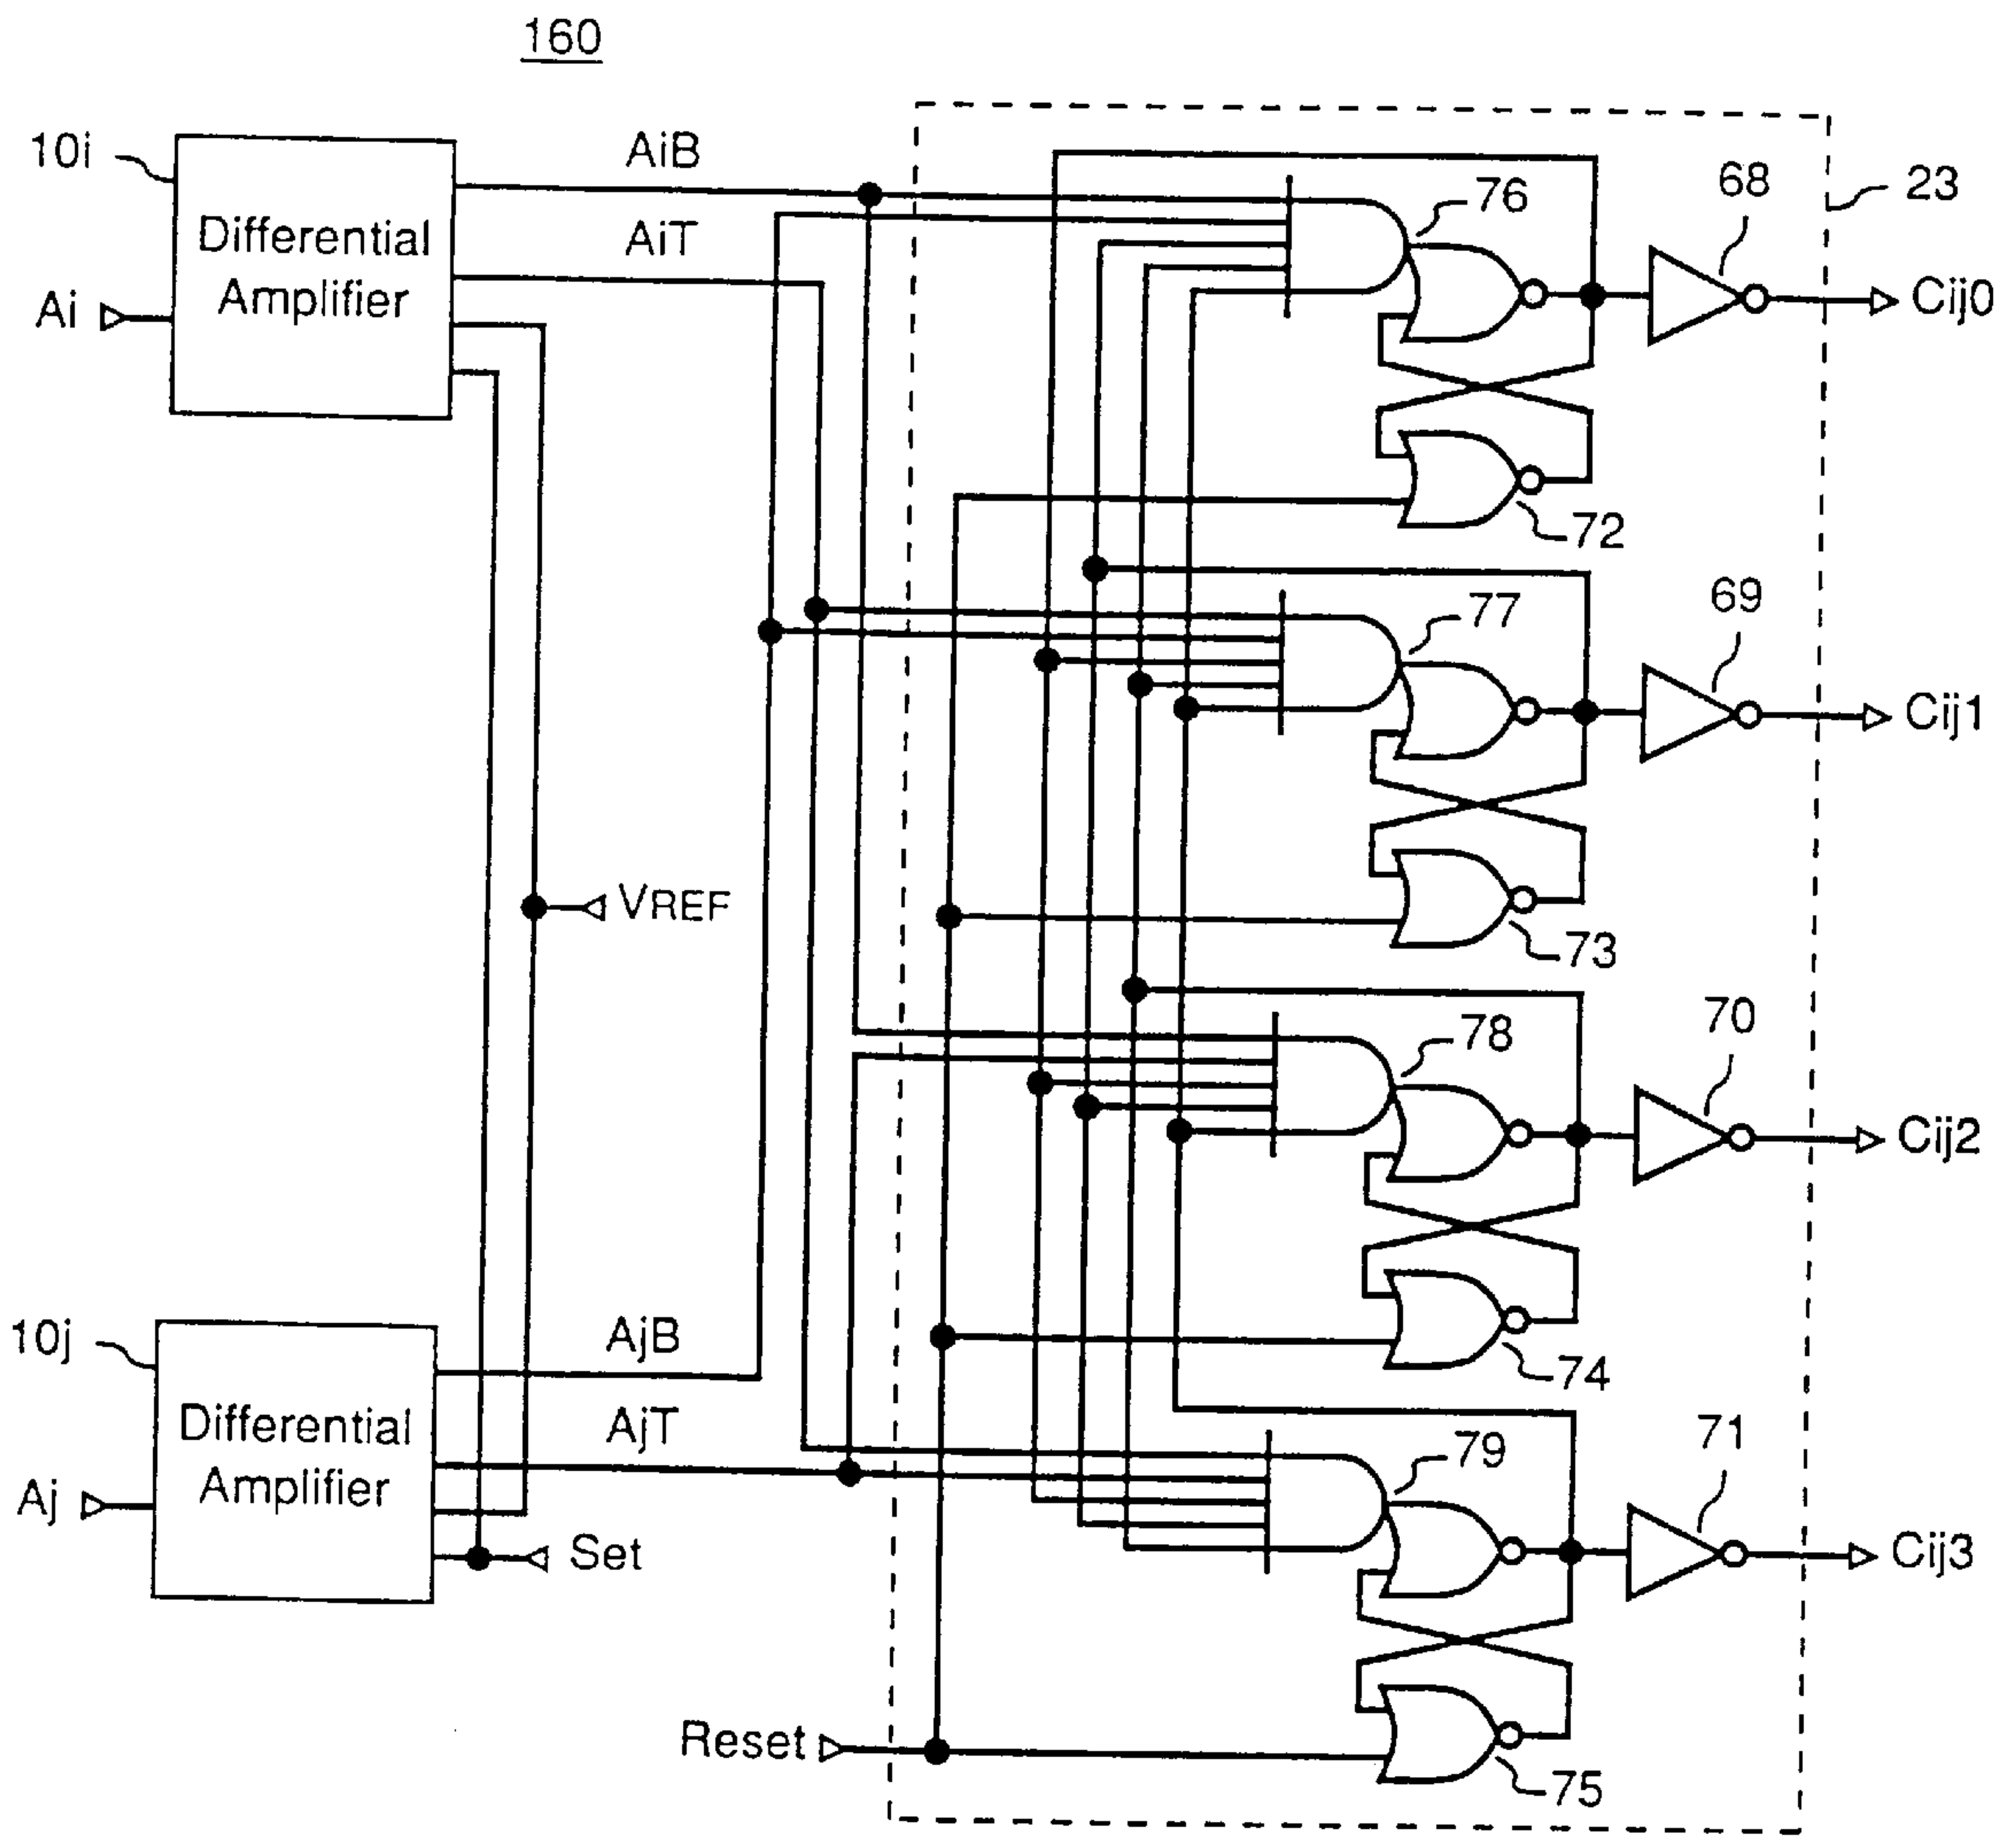 160
10i
Differential
Amplifier
Ai
AiB
AiT
76
68
23
Cij0
72
77
69
Cij1
VREF
73
78
70
Cij2
74
10j
Differential
Amplifier
Aj
AjB
AjT
Set
79
71
Cij3
Reset
75